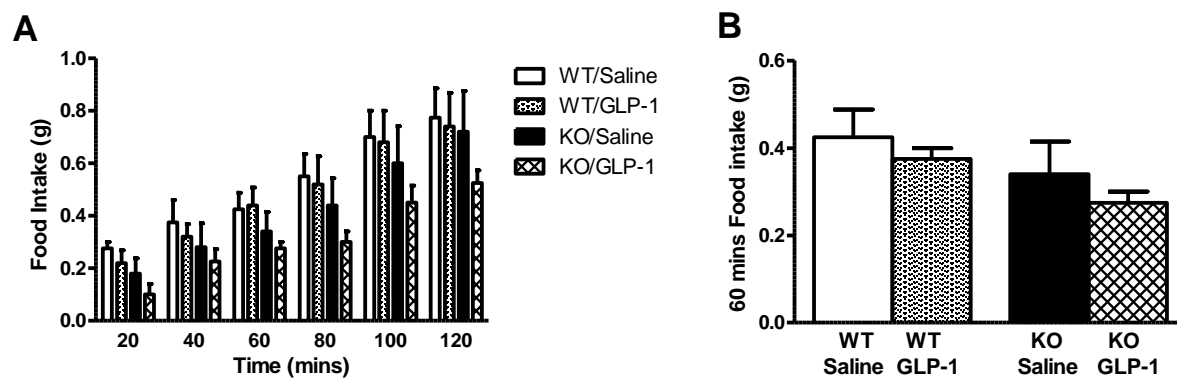 A
Food Intake (g)
1.0
0.8
0.6
0.4
0.2
0.0
20 40 60 80 100 120
Time (mins)
WT/Saline
WT/GLP-1
KO/Saline
KO/GLP-1
B
60 mins Food intake (g)
0.6
0.4
0.2
0.0
WT WT KO KO
Saline GLP-1 Saline GLP-1